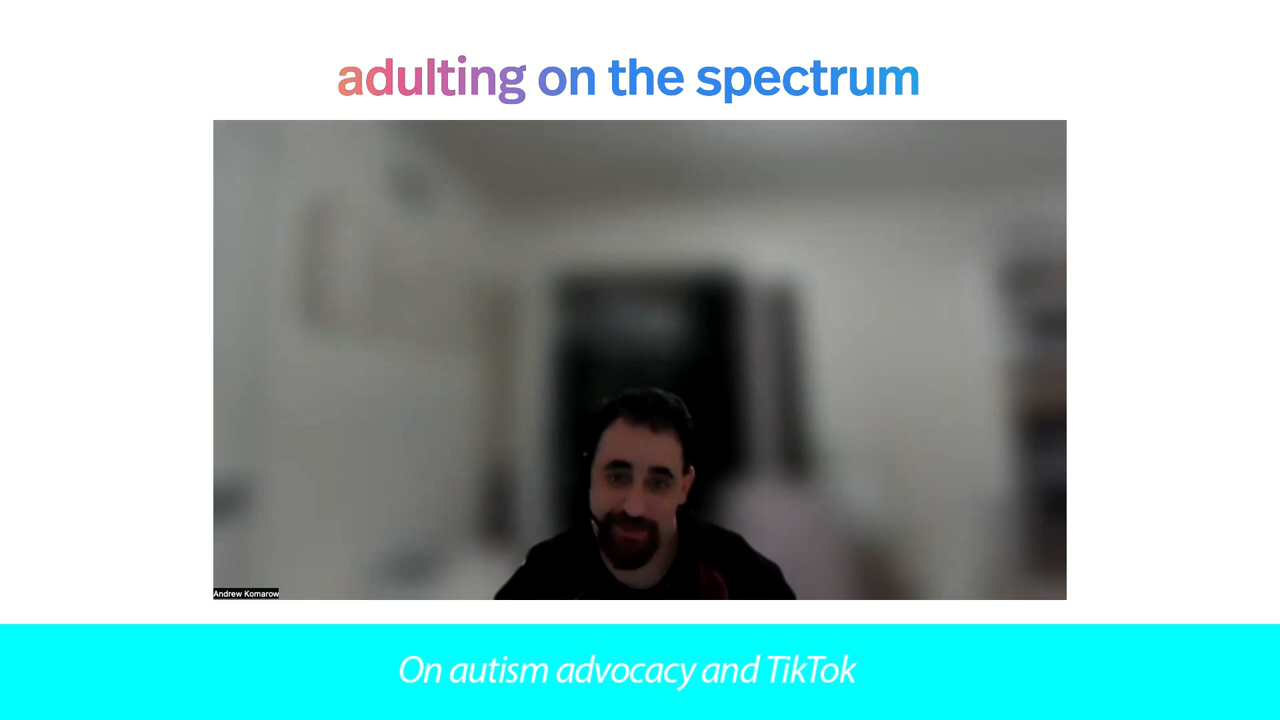 adulting on the spectrum
Andrew Komarow
On autism advocacy and TikTok